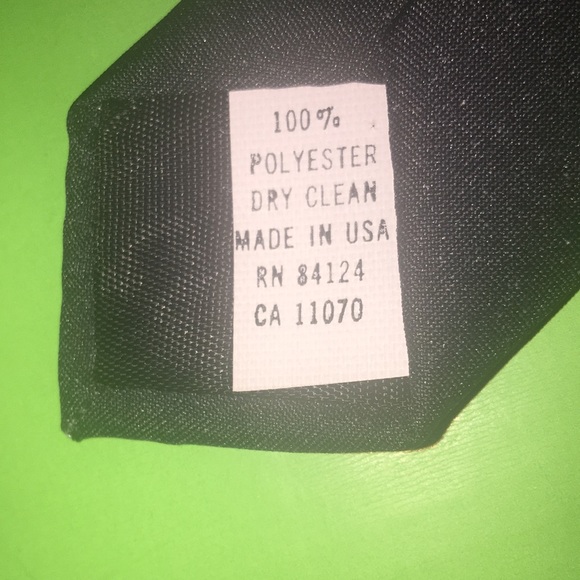 100%
POLYESTER
DRY CLEAN
MADE IN USA
RN 84124
CA 11070